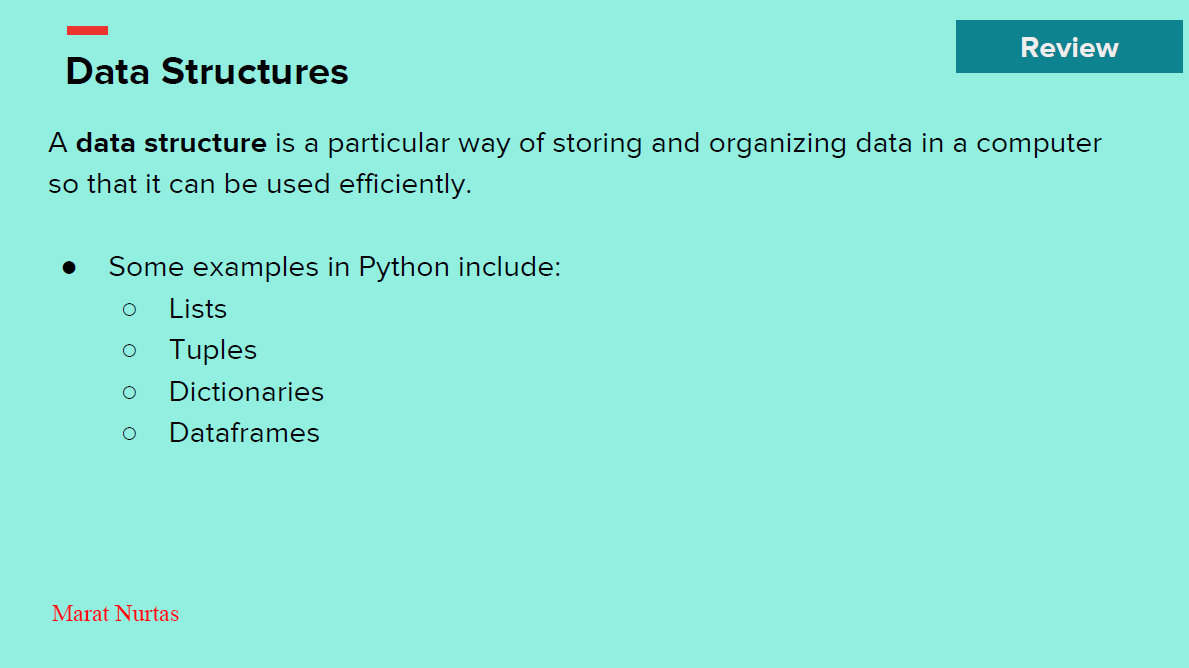 Review
Data Structures
A data structure is a particular way of storing and organizing data in a computer
so that it can be used efficiently.
● Some examples in Python include:
○ Lists
○ Tuples
○ Dictionaries
○ Dataframes
Marat Nurtas